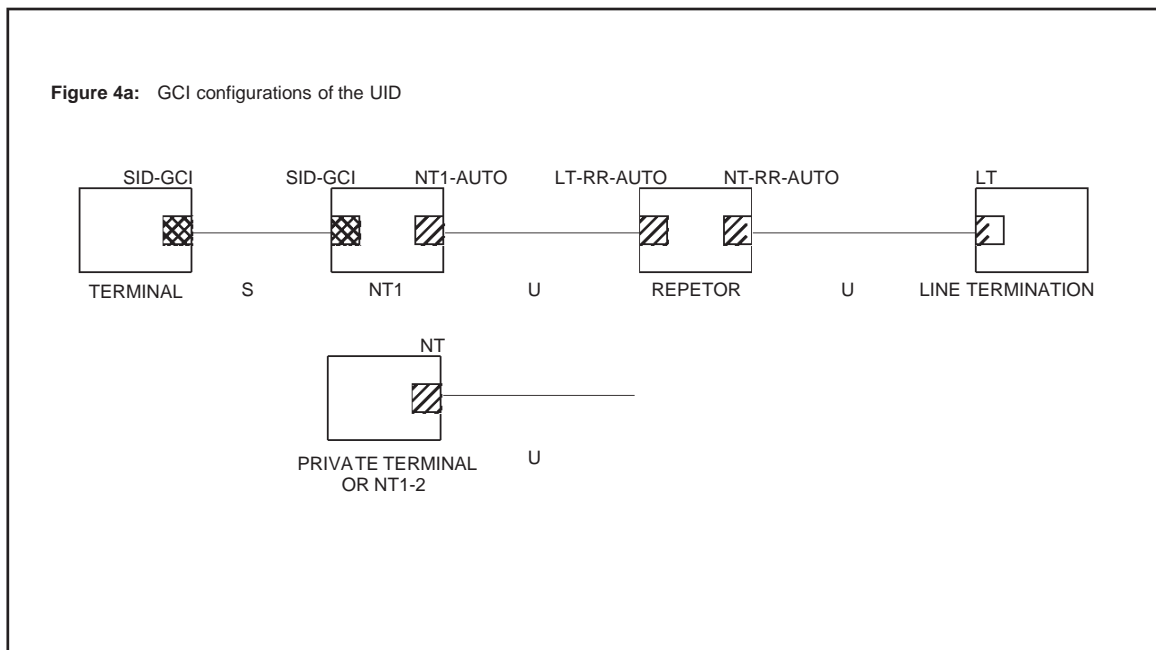 Figure 4a: GCI configurations of the UID
SID-GCI SID-GCI NT1-AUTO LT-RR-AUTO NT-RR-AUTO LT
TERMINAL S NT1 U REPETOR U LINE TERMINATION
NT
PRIVATE TERMINAL U
OR NT1-2